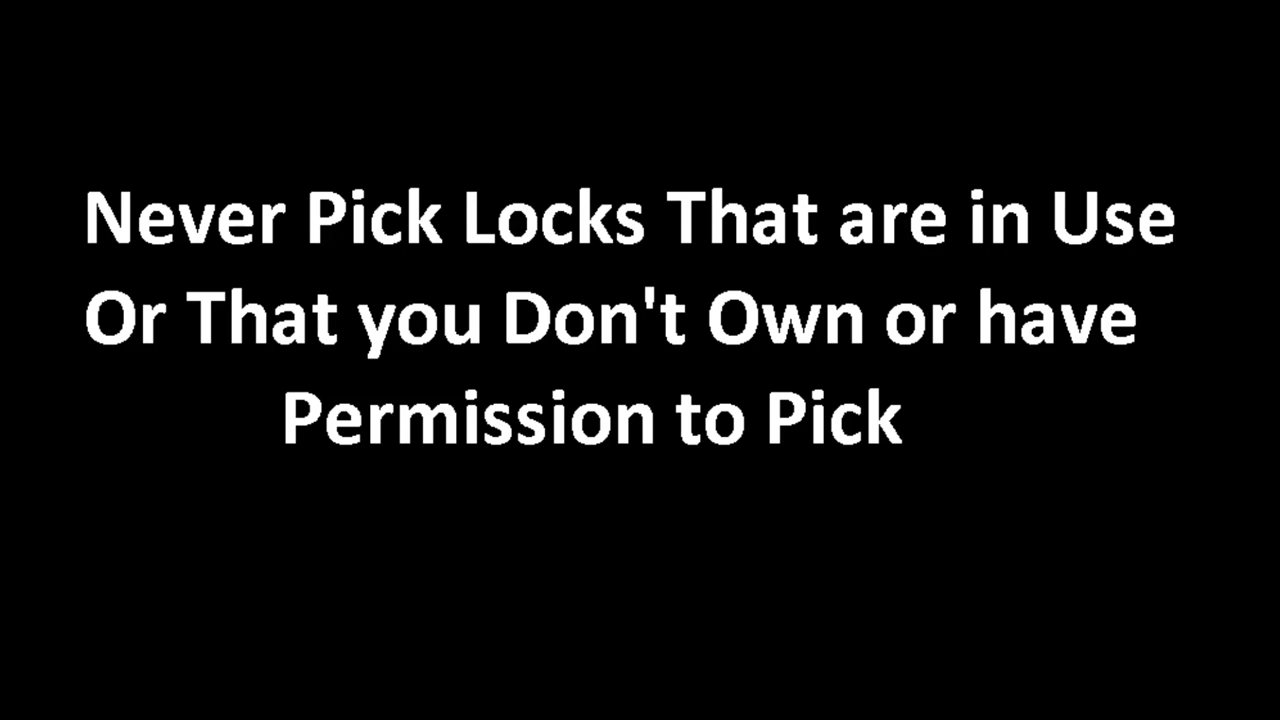 Never Pick Locks That are in Use
Or That you Don't Own or have
Permission to Pick